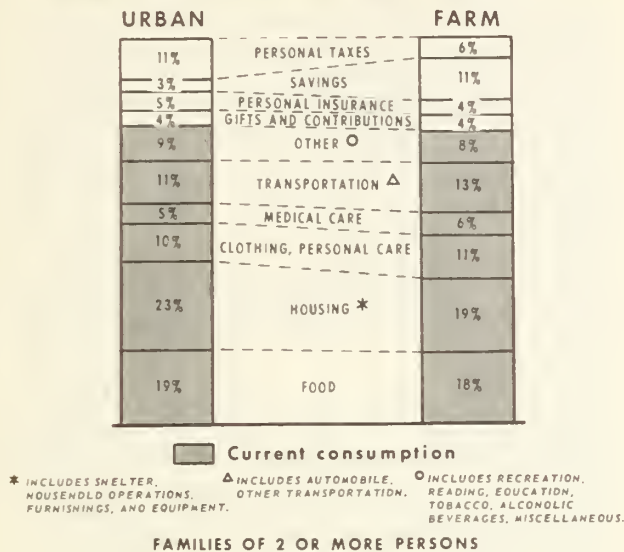 URBAN FARM
11% PERSONAL TAXES 6%
3% SAVINGS 11%
5% PERSONAL INSURANCE 4%
4% GIFTS AND CONTRIBUTIONS 4%
9% OTHER O 8%
11% TRANSPORTATION Δ 13%
5% MEDICAL CARE 6%
10% CLOTHING, PERSONAL CARE 11%
23% HOUSING * 19%
19% FOOD 18%
Current consumption
* INCLUDES SHELTER, HOUSEHOLD OPERATIONS, FURNISHINGS, AND EQUIPMENT.
Δ INCLUDES AUTOMOBILE, OTHER TRANSPORTATION.
O INCLUDES RECREATION, READING, EDUCATION, TOBACCO, ALCOHOLIC BEVERAGES, MISCELLANEOUS.
FAMILIES OF 2 OR MORE PERSONS